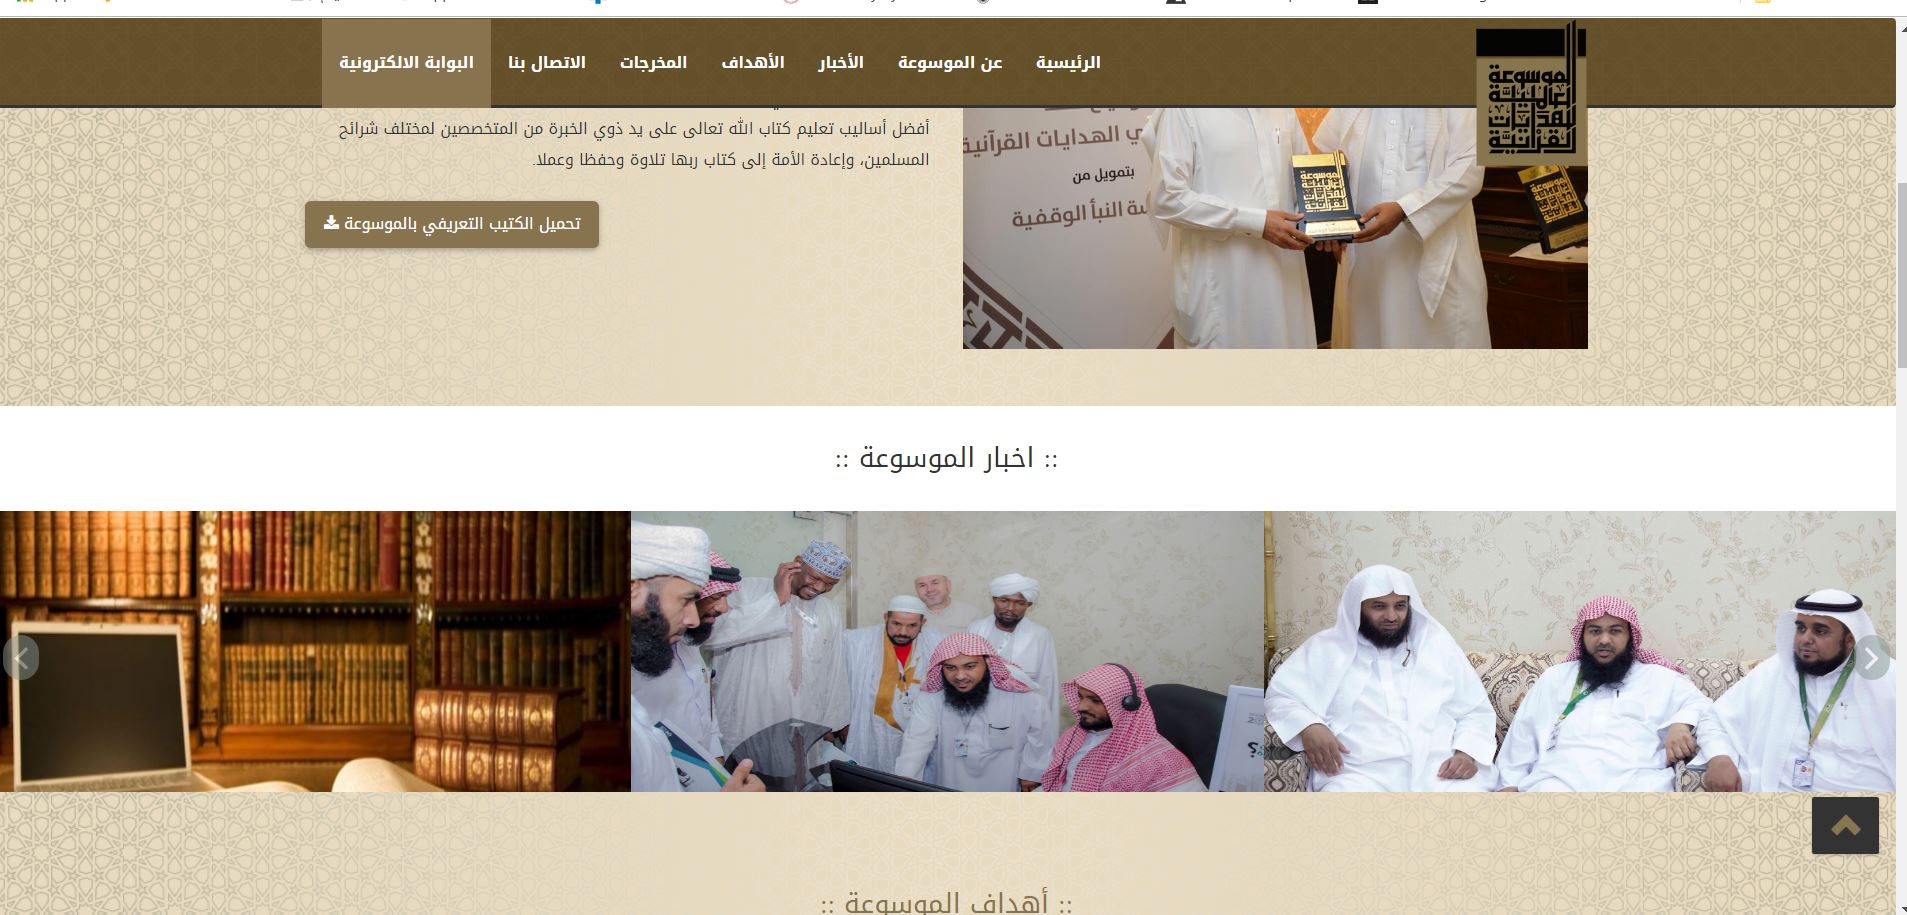 الرئيسية
عن الموسوعة
الأخبار
الأهداف
المخرجات
الاتصال بنا
البوابة الالكترونية
الموسوعة
العالمية
للهدايات
القرآنية
أفضل أساليب تعليم كتاب الله تعالى على يد ذوي الخبرة من المتخصصين لمختلف شرائح
المسلمين، وإعادة الأمة إلى كتاب ربها تلاوة وحفظا وعملا.
تحميل الكتيب التعريفي بالموسوعة
الهدايات القرآنية
بتمويل من
النبأ الوقفية
:: اخبار الموسوعة ::
:: أهداف الموسوعة ::